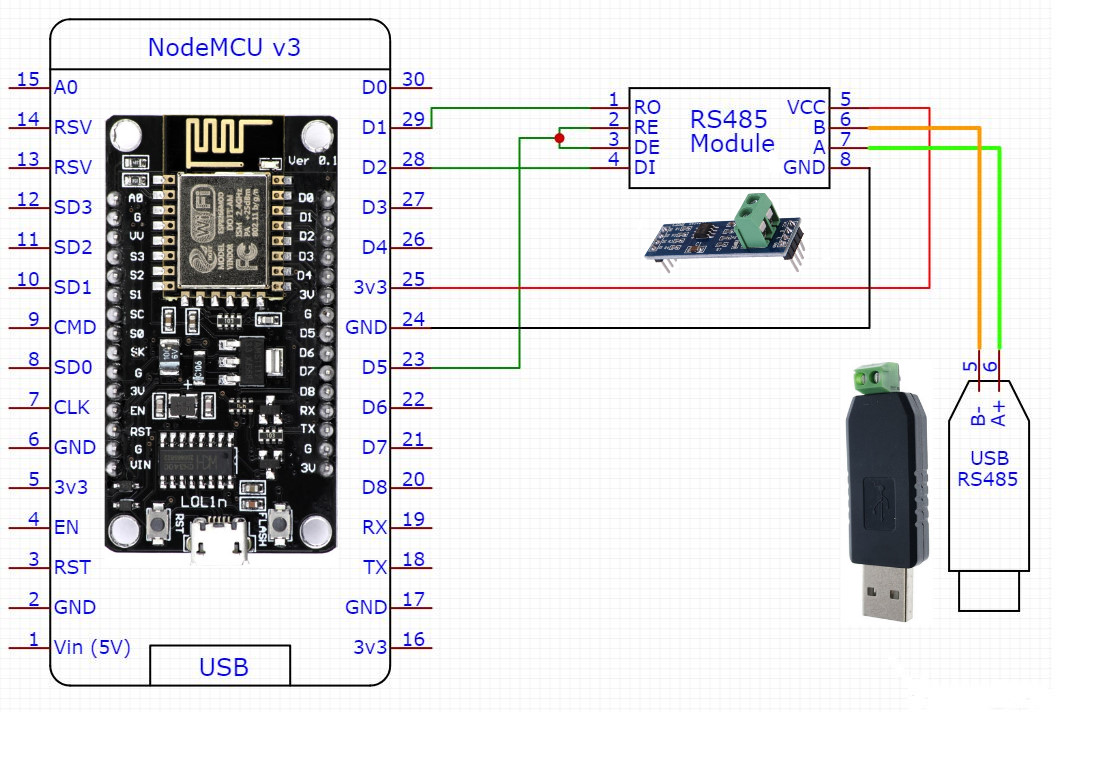 NodeMCU v3
15 A0
14 RSV
13 RSV
12 SD3
11 SD2
10 SD1
9 CMD
8 SD0
7 CLK
6 GND
5 3v3
4 EN
3 RST
2 GND
1 Vin (5V)
D0 30
D1 29
D2 28
D3 27
D4 26
3v3 25
GND 24
D5 23
D6 22
D7 21
D8 20
RX 19
TX 18
GND 17
3v3 16
USB
Ver 0.1
WiFi
FC
A0
G
VV
S3
S2
S1
SC
S0
SK
G
3V
EN
RST
G
VIN
D0
D1
D2
D3
D4
3V
G
D5
D6
D7
D8
RX
TX
G
3V
LOL1n
RST
FLASH
RS485
Module
1 RO
2 RE
3 DE
4 DI
VCC 5
B 6
A 7
GND 8
5 B-
6 A+
USB
RS485